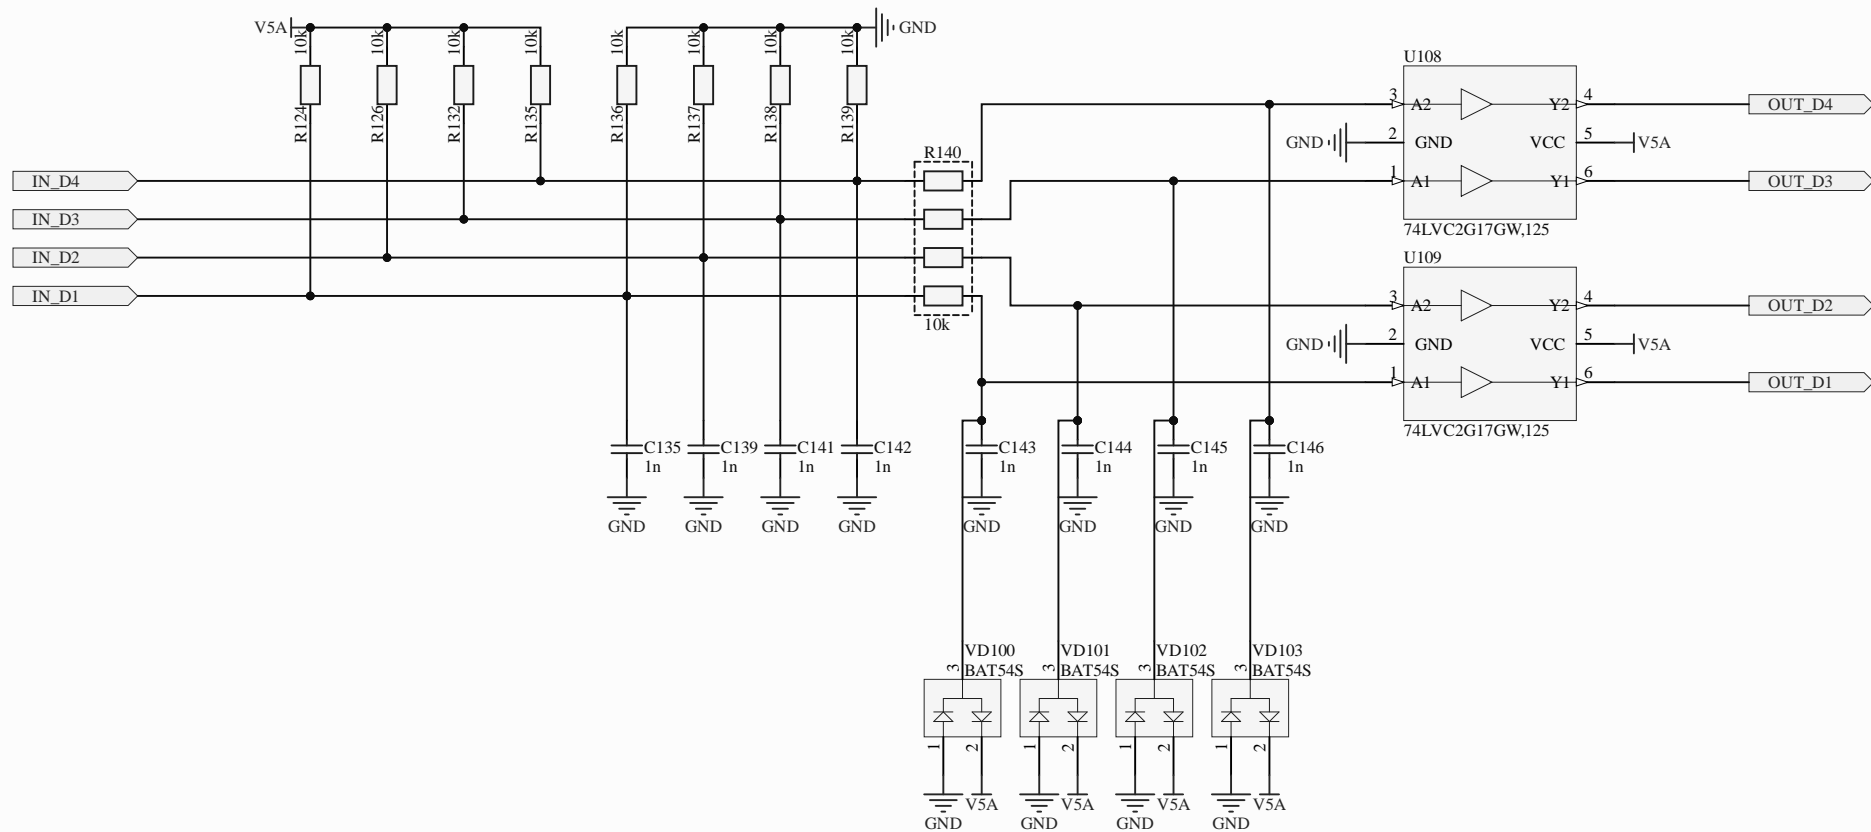 V5A
10k
10k
10k
10k
10k
10k
10k
10k
GND
R124
R126
R132
R135
R136
R137
R138
R139
U108
3 A2 Y2 4
OUT_D4
GND 2 GND VCC 5 V5A
1 A1 Y1 6
OUT_D3
74LVC2G17GW,125
R140
IN_D4
IN_D3
IN_D2
IN_D1
10k
U109
3 A2 Y2 4
OUT_D2
GND 2 GND VCC 5 V5A
1 A1 Y1 6
OUT_D1
74LVC2G17GW,125
C135
1n
GND
C139
1n
GND
C141
1n
GND
C142
1n
GND
C143
1n
GND
C144
1n
GND
C145
1n
GND
C146
1n
GND
VD100
3 BAT54S
1 2
GND V5A
VD101
3 BAT54S
1 2
GND V5A
VD102
3 BAT54S
1 2
GND V5A
VD103
3 BAT54S
1 2
GND V5A